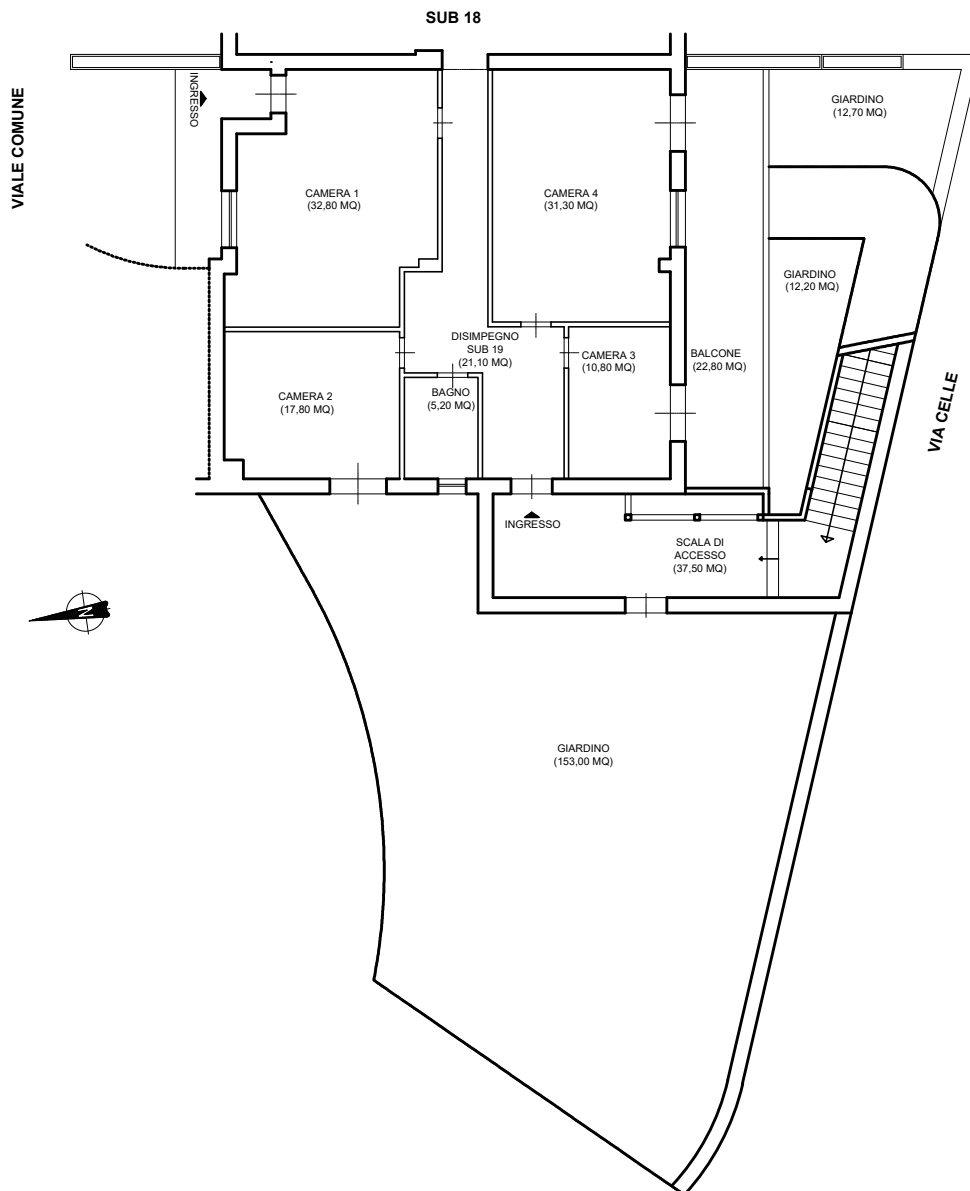 SUB 18
VIALE COMUNE
INGRESSO
GIARDINO
(12,70 MQ)
CAMERA 1
(32,80 MQ)
CAMERA 4
(31,30 MQ)
GIARDINO
(12,20 MQ)
DISIMPEGNO
SUB 19
(21,10 MQ)
CAMERA 3
(10,80 MQ)
BALCONE
(22,80 MQ)
CAMERA 2
(17,80 MQ)
BAGNO
(5,20 MQ)
VIA CELLE
INGRESSO
SCALA DI
ACCESSO
(37,50 MQ)
N
GIARDINO
(153,00 MQ)